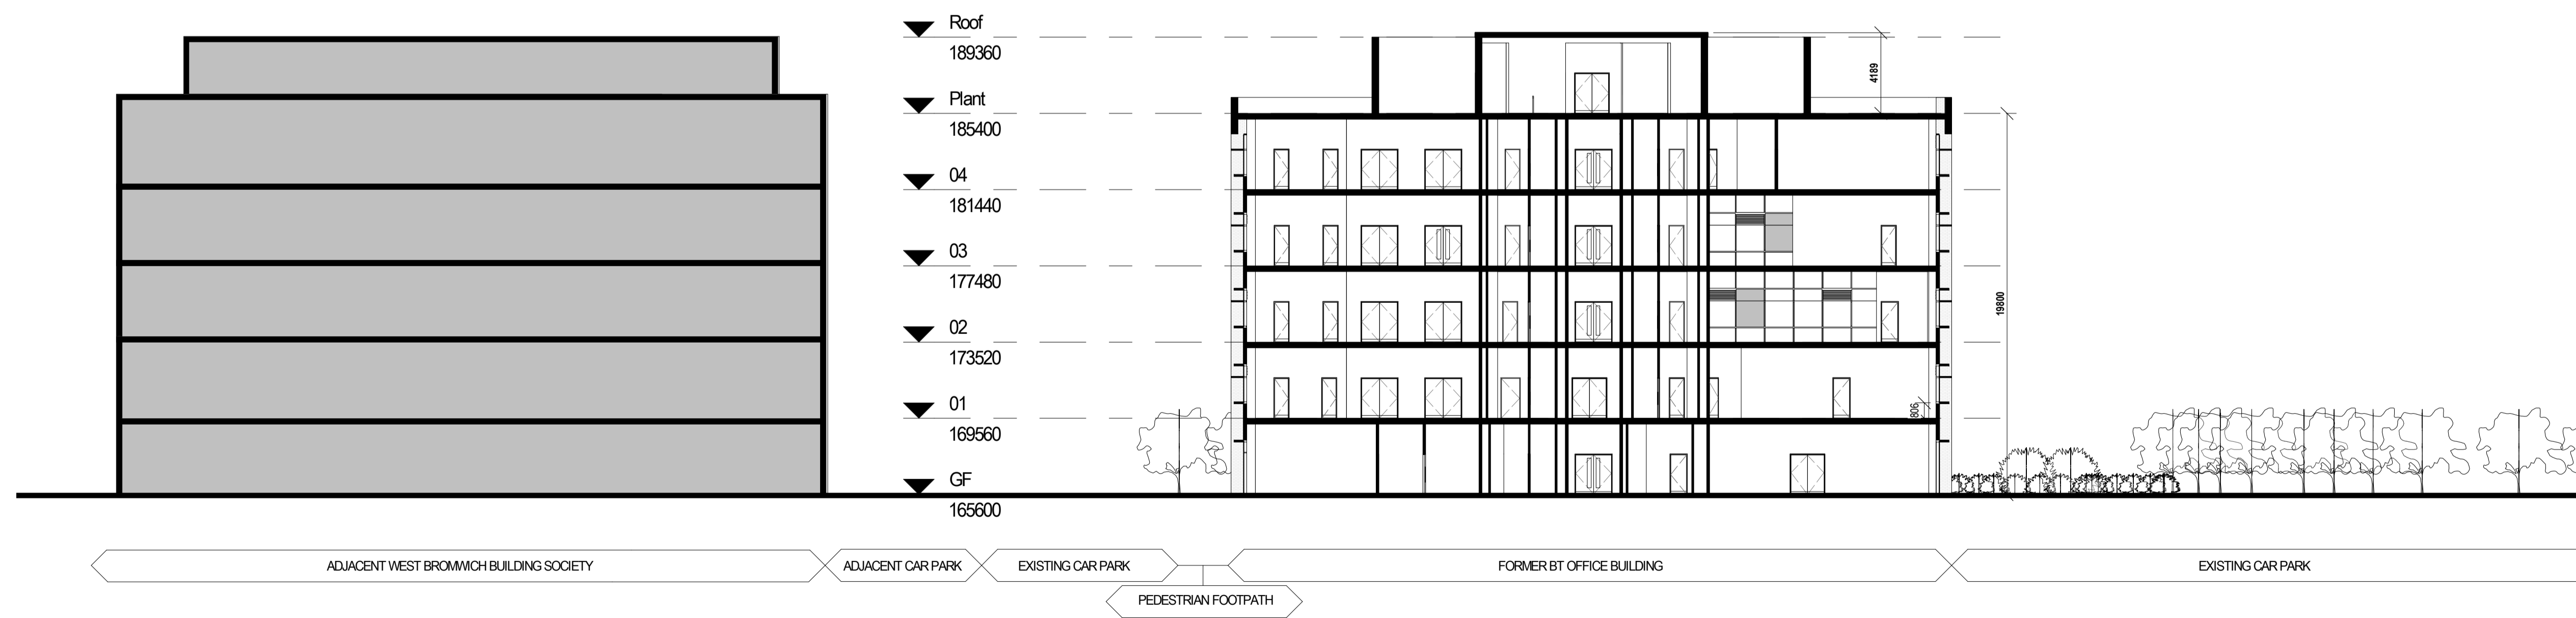 Roof
189360
4189
Plant
185400
04
181440
03
177480
19800
02
173520
01
806
169560
GF
165600
ADJACENT WEST BROMWICH BUILDING SOCIETY
ADJACENT CAR PARK
EXISTING CAR PARK
FORMER BT OFFICE BUILDING
EXISTING CAR PARK
PEDESTRIAN FOOTPATH